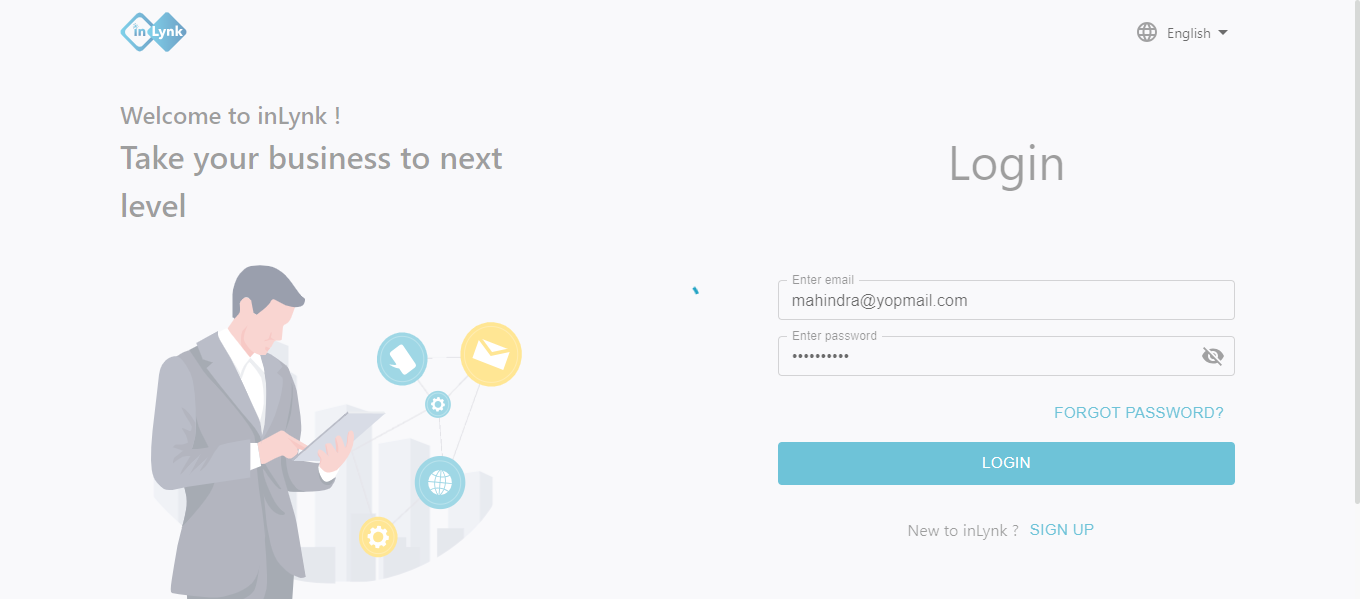 inLynk
English
Welcome to inLynk !
Take your business to next
level
Login
Enter email
mahindra@yopmail.com
Enter password
••••••••••
FORGOT PASSWORD?
LOGIN
New to inLynk ? SIGN UP